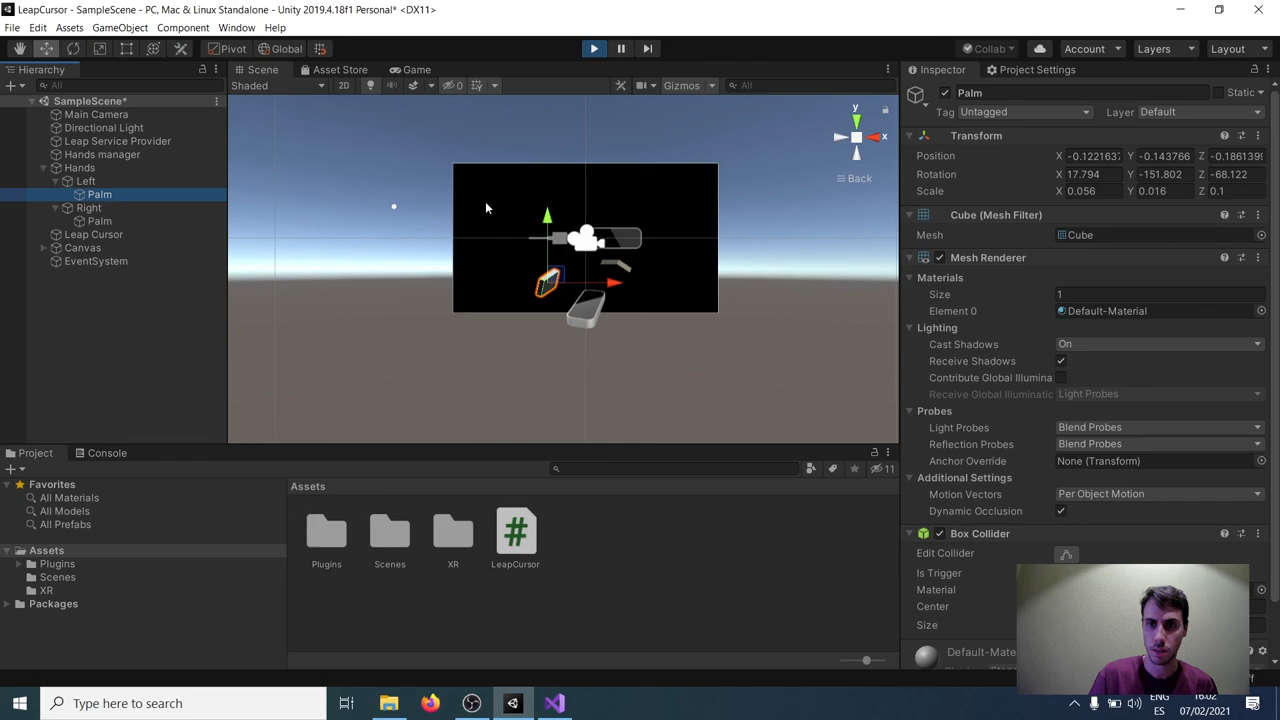 LeapCursor - SampleScene - PC, Mac & Linux Standalone - Unity 2019.4.18f1 Personal* <DX11>
File Edit Assets GameObject Component Window Help
Pivot Global Collab Account Layers Layout
Hierarchy Scene Asset Store Game Inspector Project Settings
All Shaded 2D 0 Gizmos All Palm Static
SampleScene* Tag Untagged Layer Default
Main Camera
Directional Light
Leap Service Provider
Hands manager
Hands
Left
Palm
Right
Palm
Leap Cursor
Canvas
EventSystem
y
x
Back
Transform
Position X -0.122163 Y -0.143766 Z -0.186139
Rotation X 17.794 Y -151.802 Z -68.122
Scale X 0.056 Y 0.016 Z 0.1
Cube (Mesh Filter)
Mesh Cube
Mesh Renderer
Materials
Size 1
Element 0 Default-Material
Lighting
Cast Shadows On
Receive Shadows
Contribute Global Illumina
Receive Global Illuminatic Light Probes
Probes
Light Probes Blend Probes
Reflection Probes Blend Probes
Anchor Override None (Transform)
Additional Settings
Motion Vectors Per Object Motion
Dynamic Occlusion
Box Collider
Edit Collider
Is Trigger
Material
Center
Size
Default-Mate
Project Console
11
Favorites
All Materials
All Models
All Prefabs
Assets
Plugins
Scenes
XR
Packages
Assets
Plugins Scenes XR LeapCursor
#
Type here to search
ENG
ES
16:02
07/02/2021